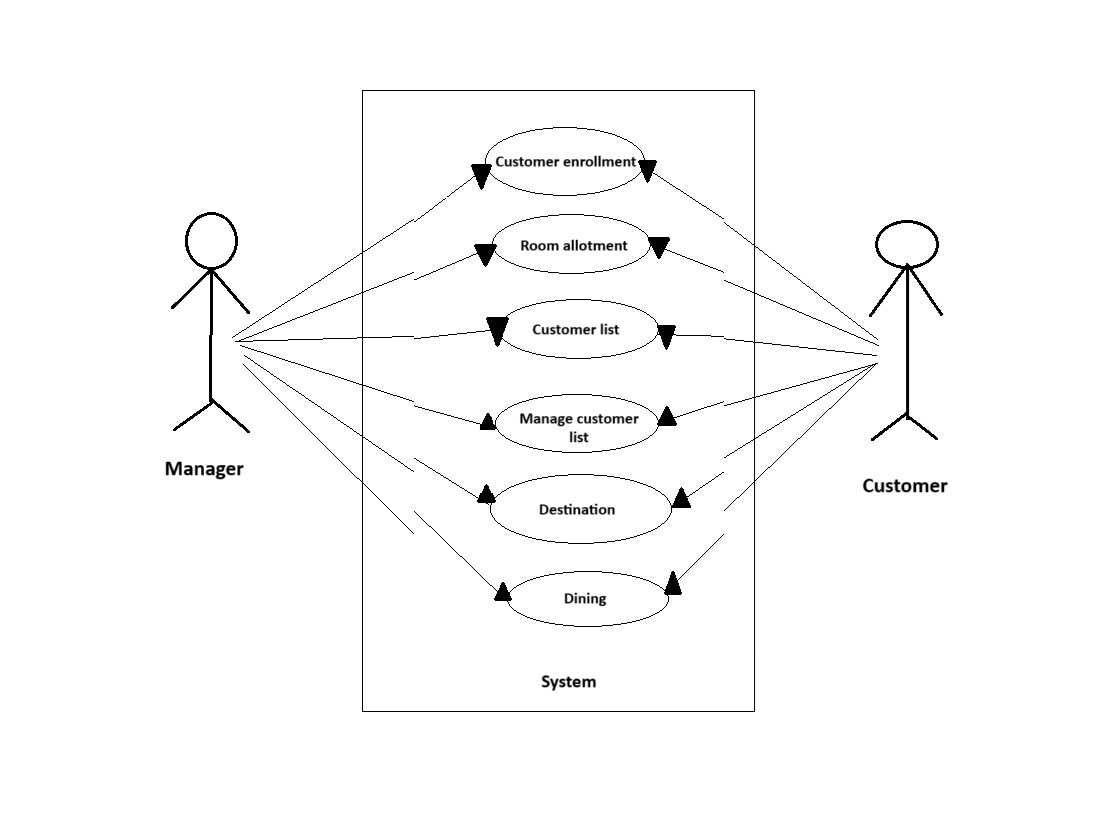 Customer enrollment
Room allotment
Customer list
Manage customer
list
Manager
Customer
Destination
Dining
System